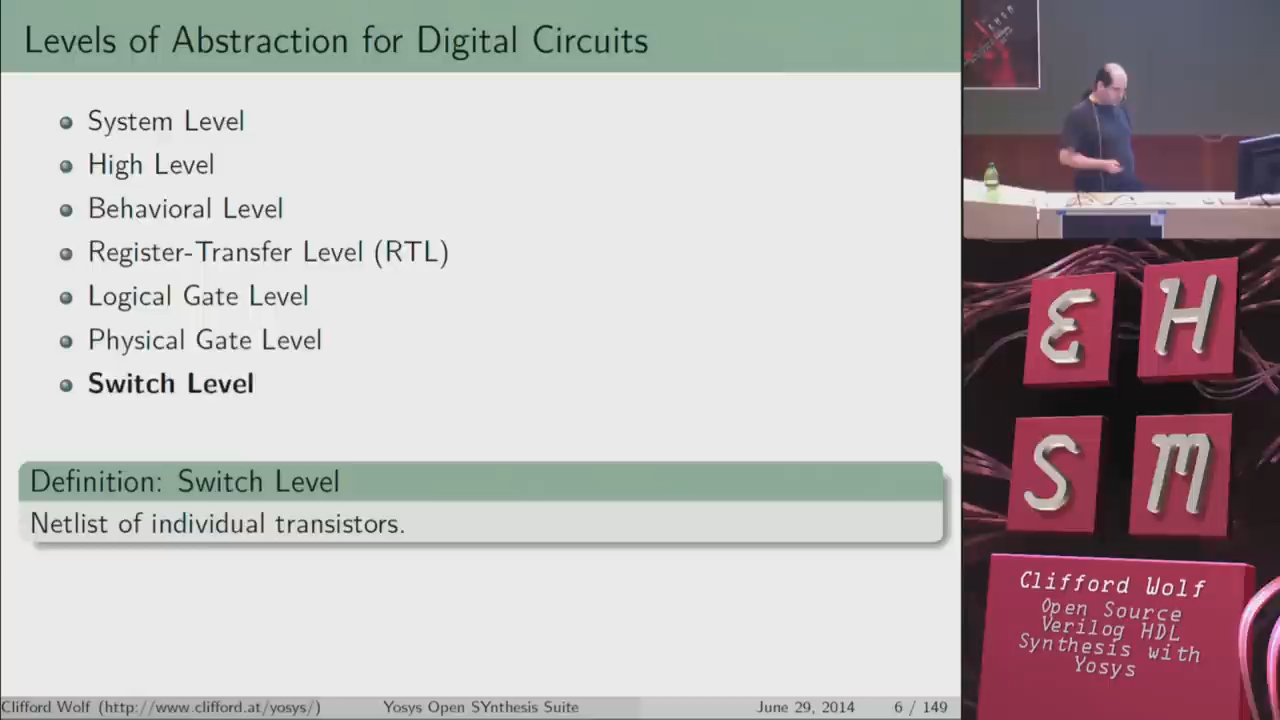 Levels of Abstraction for Digital Circuits
System Level
High Level
Behavioral Level
Register-Transfer Level (RTL)
Logical Gate Level
Physical Gate Level
Switch Level
Definition: Switch Level
Netlist of individual transistors.
Clifford Wolf (http://www.clifford.at/yosys/) Yosys Open SYnthesis Suite June 29, 2014 6 / 149
E H
S M
Clifford Wolf
Open Source
Verilog HDL
Synthesis with
Yosys